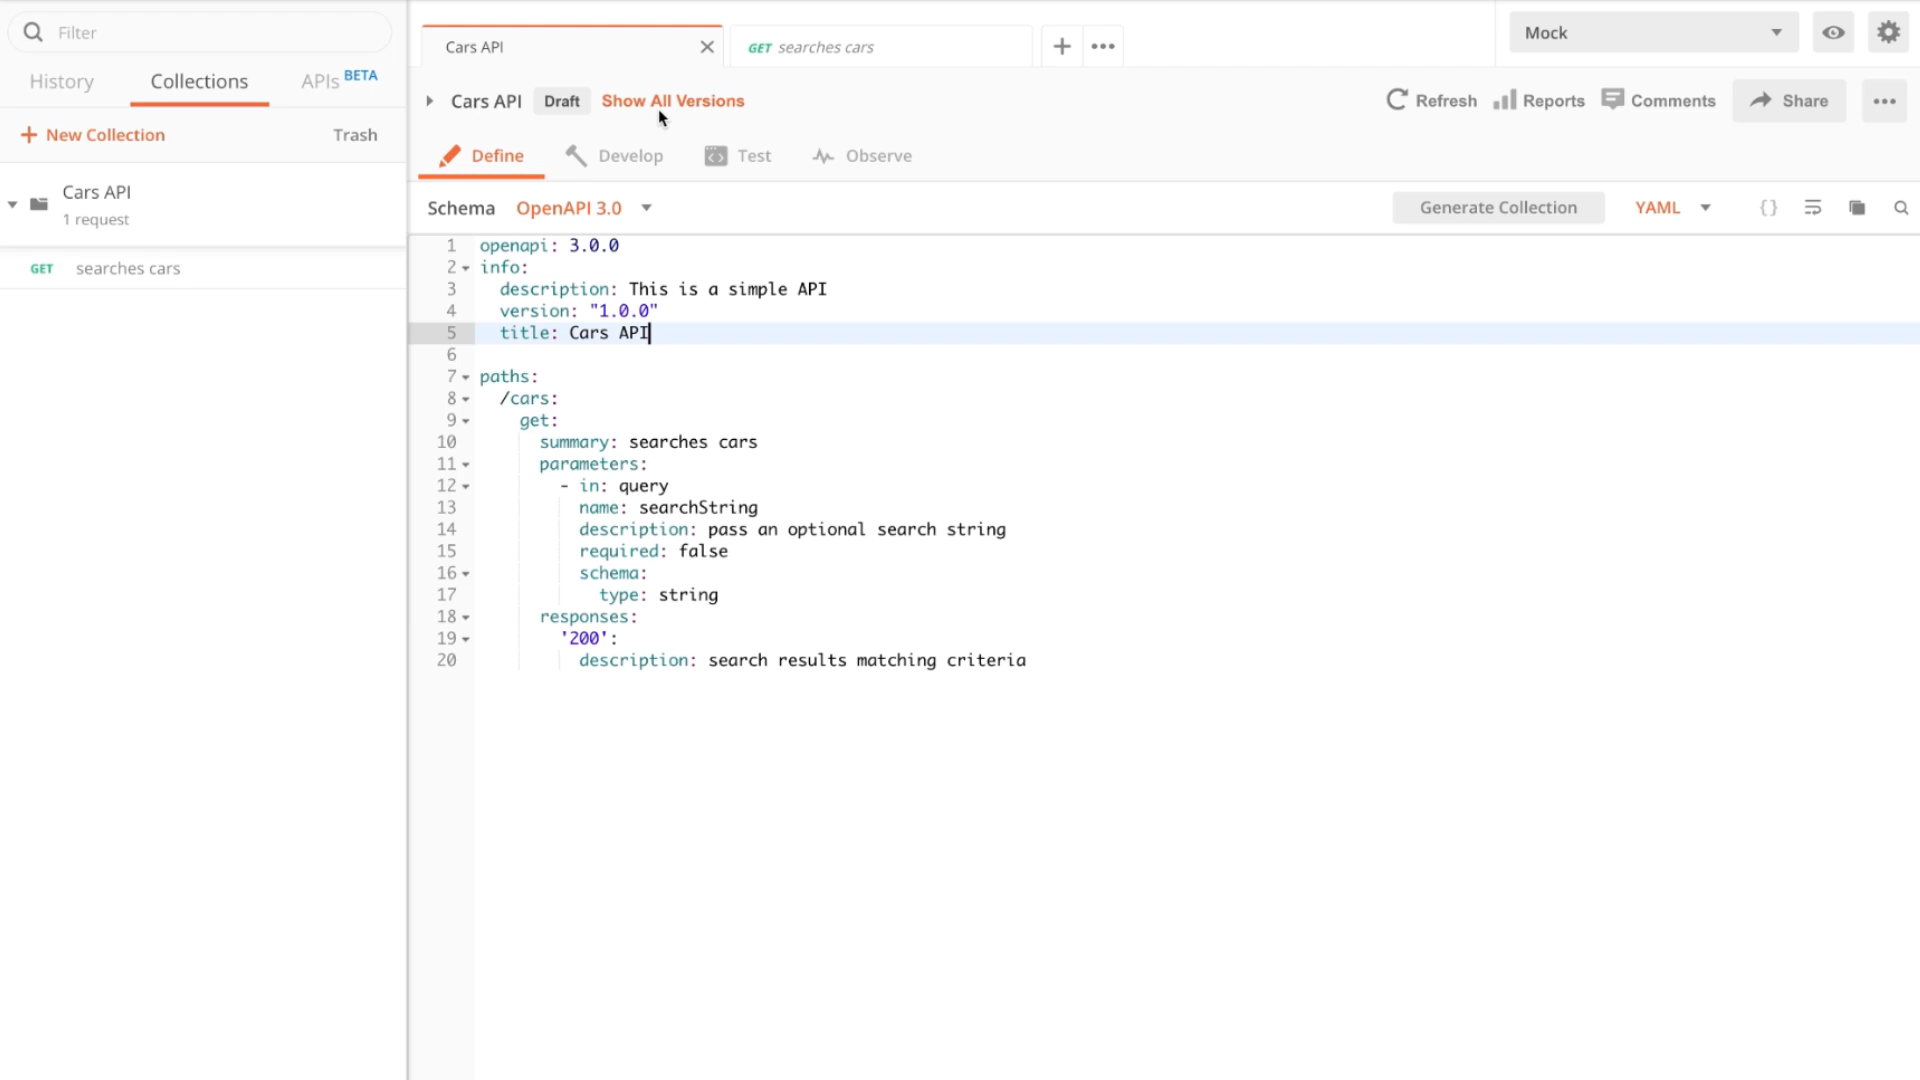 Filter
History Collections APIs BETA
New Collection Trash
Cars API
1 request
GET searches cars
Cars API GET searches cars
Mock
Cars API Draft Show All Versions
Refresh Reports Comments Share
Define Develop Test Observe
Schema OpenAPI 3.0 Generate Collection YAML
1 openapi: 3.0.0
2 info:
3 description: This is a simple API
4 version: "1.0.0"
5 title: Cars API
6
7 paths:
8 /cars:
9 get:
10 summary: searches cars
11 parameters:
12 - in: query
13 name: searchString
14 description: pass an optional search string
15 required: false
16 schema:
17 type: string
18 responses:
19 '200':
20 description: search results matching criteria